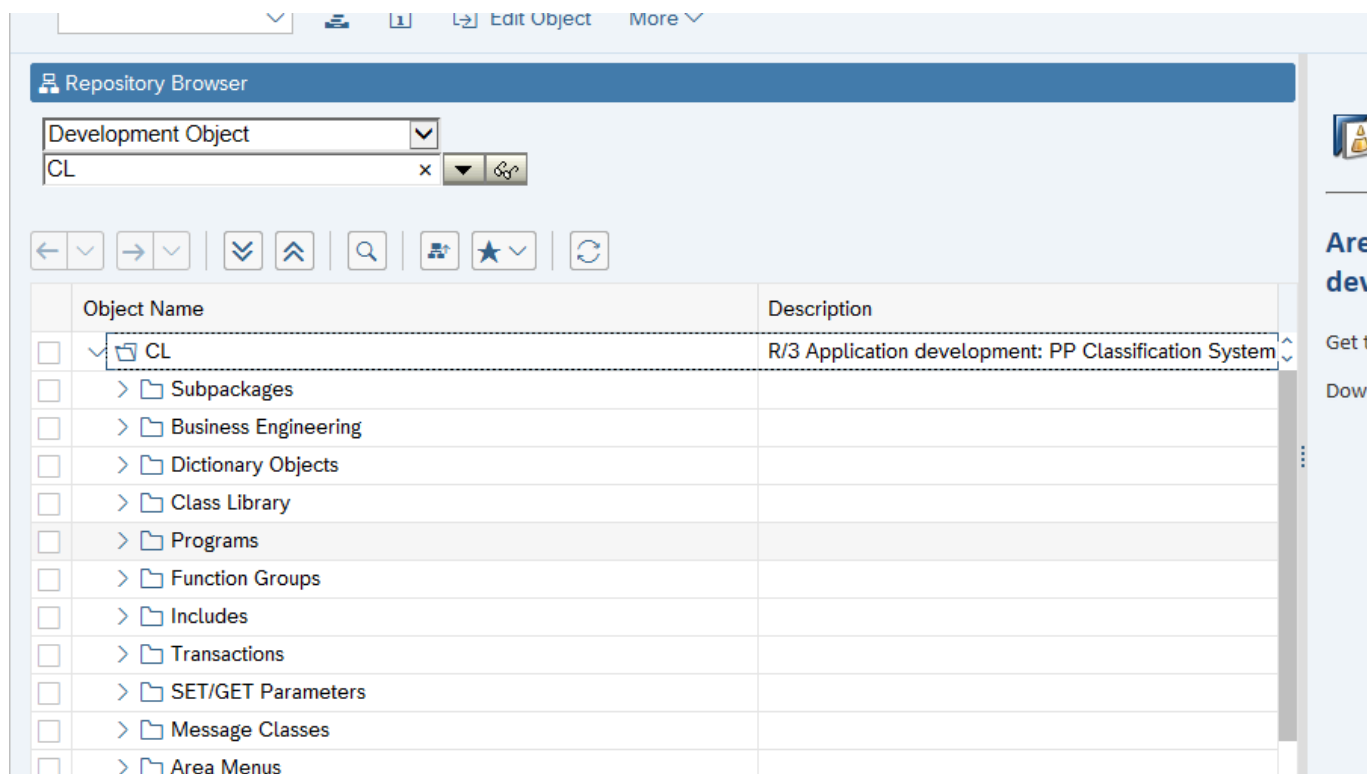 Edit Object More
Repository Browser
Development Object
CL
Object Name Description
CL R/3 Application development: PP Classification System
Subpackages
Business Engineering
Dictionary Objects
Class Library
Programs
Function Groups
Includes
Transactions
SET/GET Parameters
Message Classes
Area Menus
Are
dev
Get t
Dow